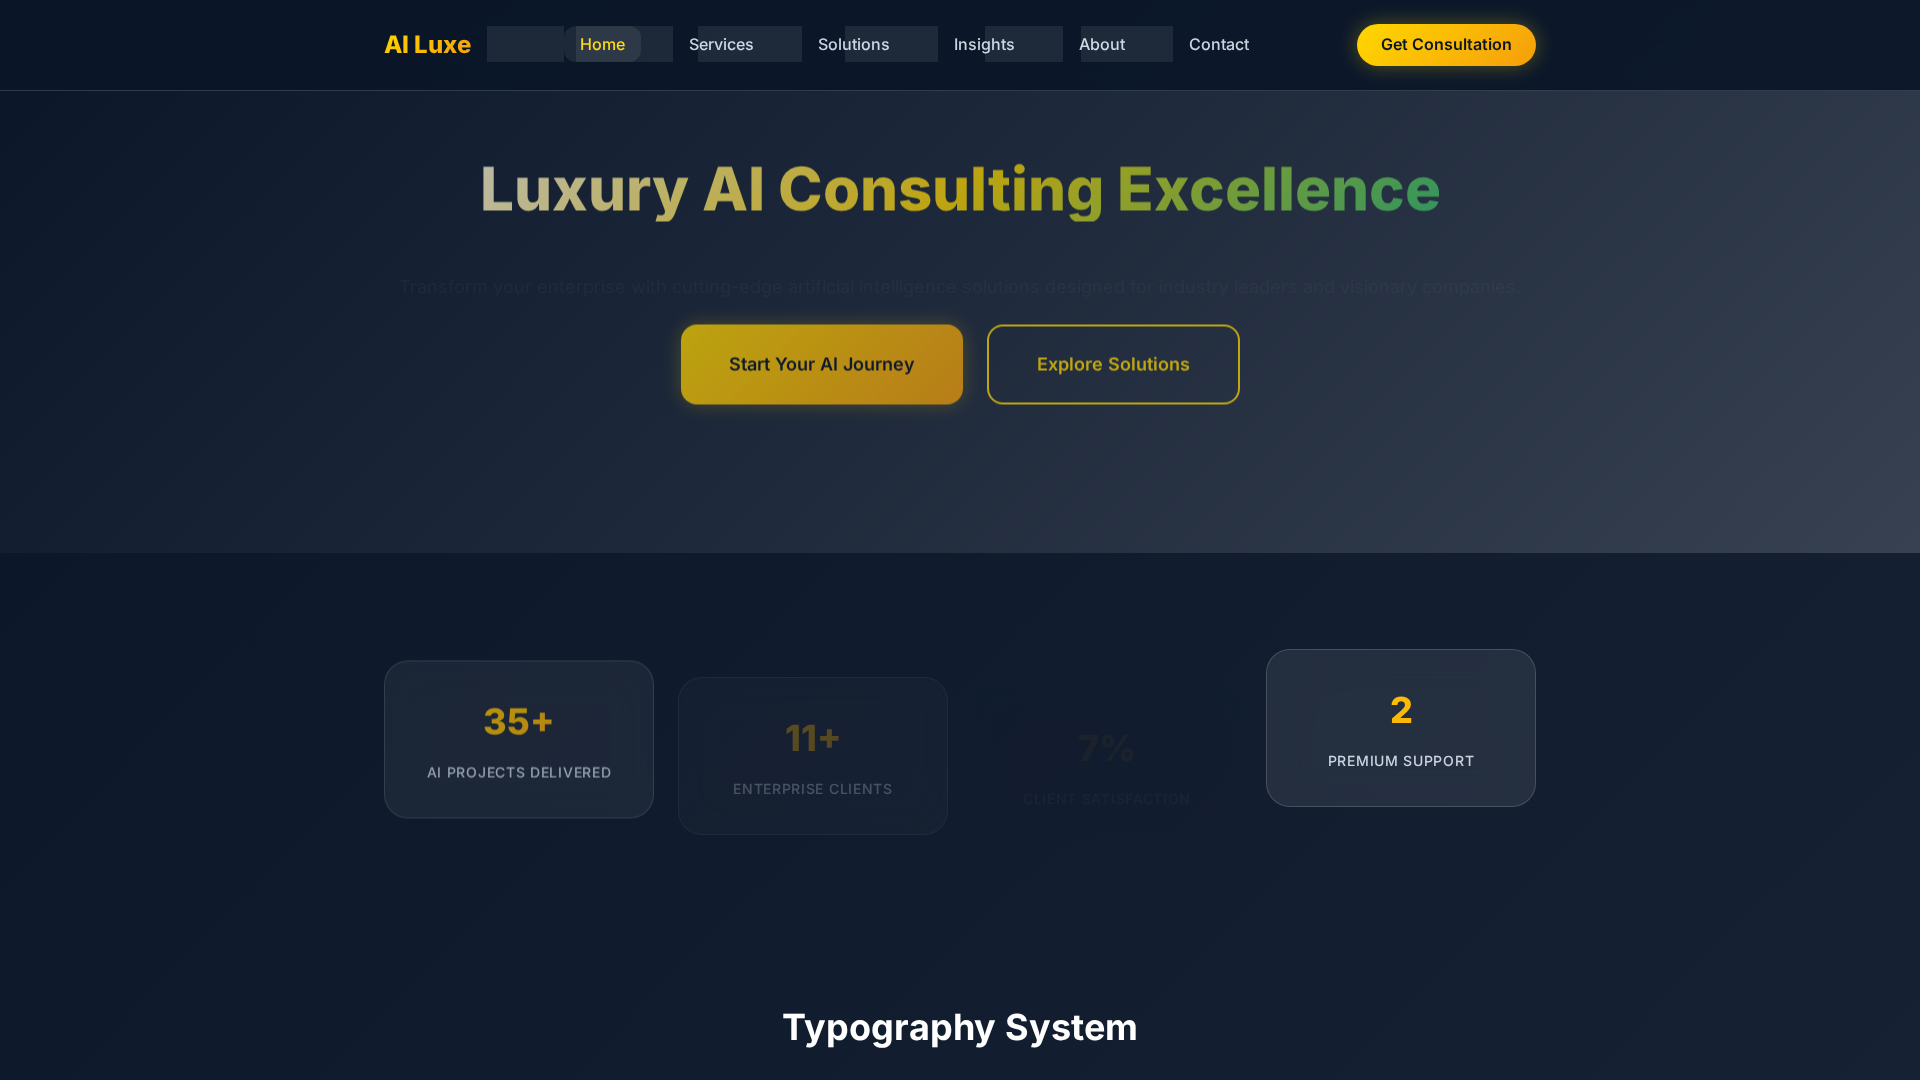 AI Luxe
Home
Services
Solutions
Insights
About
Contact
Get Consultation
Luxury AI Consulting Excellence
Transform your enterprise with cutting-edge artificial intelligence solutions designed for industry leaders and visionary companies.
Start Your AI Journey
Explore Solutions
35+
AI PROJECTS DELIVERED
11+
ENTERPRISE CLIENTS
7%
CLIENT SATISFACTION
2
PREMIUM SUPPORT
Typography System